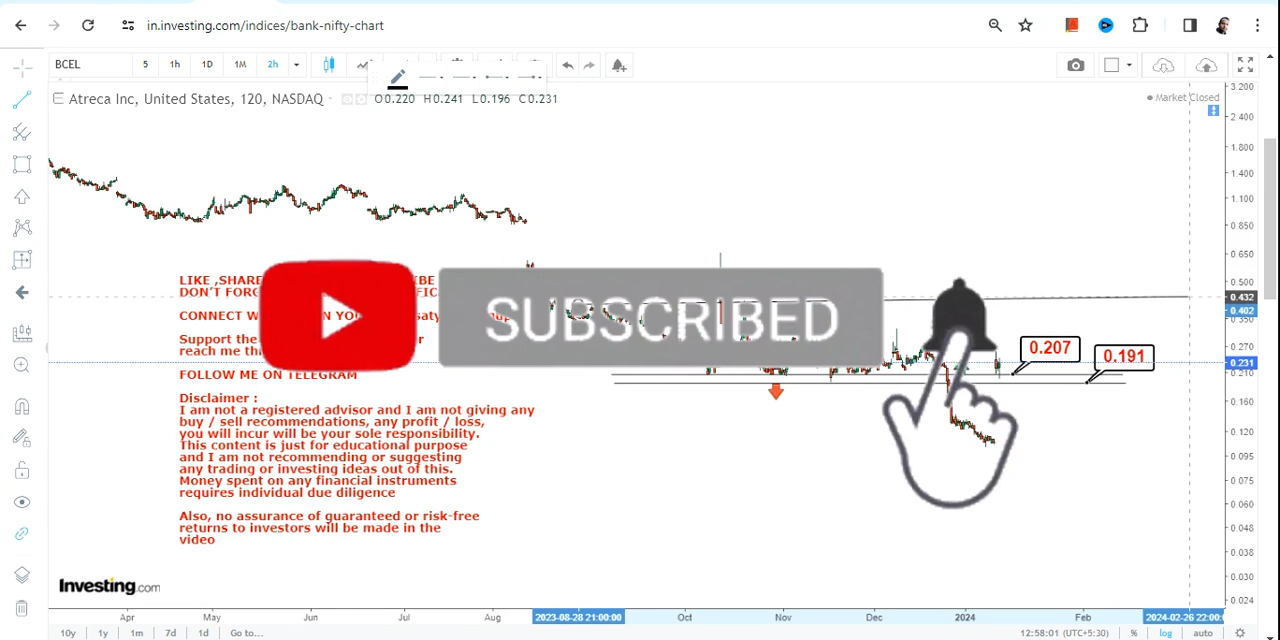 in.investing.com/indices/bank-nifty-chart
BCEL 5 1h 1D 1M 2h
Atreca Inc, United States, 120, NASDAQ O0.220 H0.241 L0.196 C0.231
Market Closed
3.200
2.400
1.800
1.400
1.100
0.850
0.650
0.500
0.432
0.402
0.350
0.270
0.231
0.210
0.160
0.120
0.095
0.075
0.060
0.048
0.038
0.030
0.024
LIKE ,SHARE
DON'T FORG
CONNECT W
Support the
reach me th
FOLLOW ME ON TELEGRAM
SUBSCRIBED
0.207
0.191
Disclaimer :
I am not a registered advisor and I am not giving any
buy / sell recommendations, any profit / loss,
you will incur will be your sole responsibility.
This content is just for educational purpose
and I am not recommending or suggesting
any trading or investing ideas out of this.
Money spent on any financial instruments
requires individual due diligence
Also, no assurance of guaranteed or risk-free
returns to investors will be made in the
video
Investing.com
Apr May Jun Jul Aug 2023-08-28 21:00:00 Oct Nov Dec 2024 Feb 2024-02-26 22:00:
10y 1y 1m 7d 1d Go to... 12:58:01 (UTC+5:30) % log auto